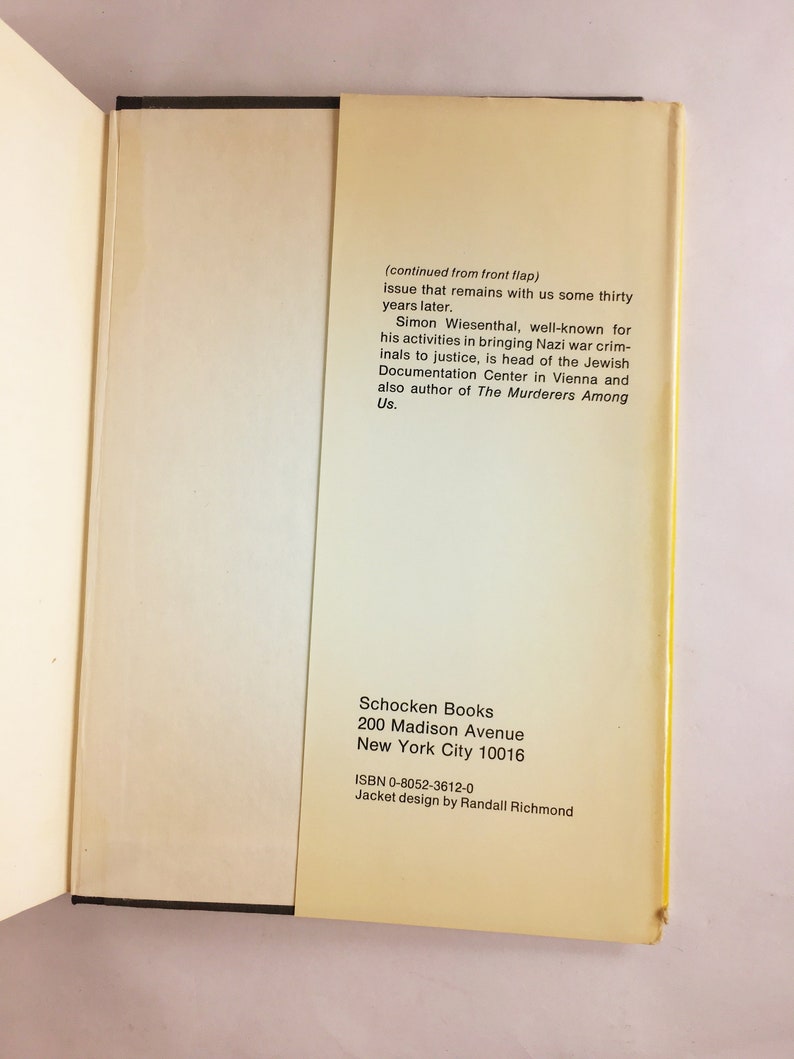 (continued from front flap)
issue that remains with us some thirty
years later.
Simon Wiesenthal, well-known for
his activities in bringing Nazi war crim-
inals to justice, is head of the Jewish
Documentation Center in Vienna and
also author of The Murderers Among
Us.
Schocken Books
200 Madison Avenue
New York City 10016
ISBN 0-8052-3612-0
Jacket design by Randall Richmond